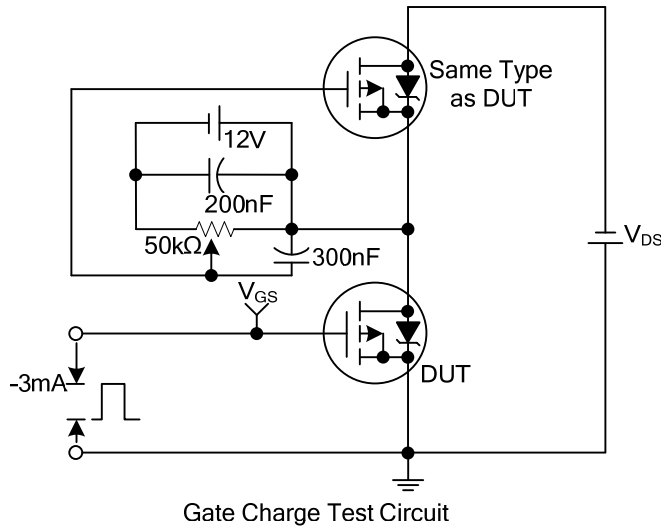 Same Type
as DUT
12V
200nF
50kΩ
300nF
VDS
VGS
-3mA
DUT
Gate Charge Test Circuit